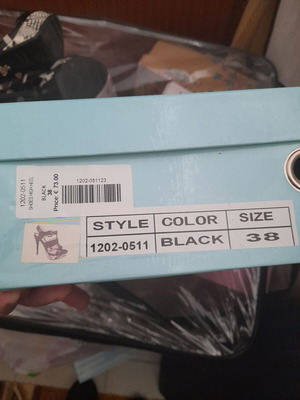 1202-0511
SHOES HIGH HEEL
BLACK
38
Price: € 73.00
1202-051123
STYLE COLOR SIZE
1202-0511 BLACK 38